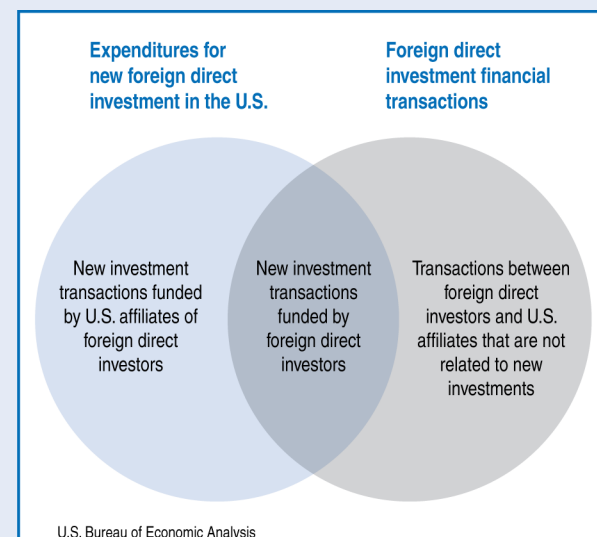 Expenditures for
new foreign direct
investment in the U.S.
Foreign direct
investment financial
transactions
New investment
transactions funded
by U.S. affiliates of
foreign direct
investors
New investment
transactions
funded by
foreign direct
investors
Transactions between
foreign direct
investors and U.S.
affiliates that are not
related to new
investments
U.S. Bureau of Economic Analysis